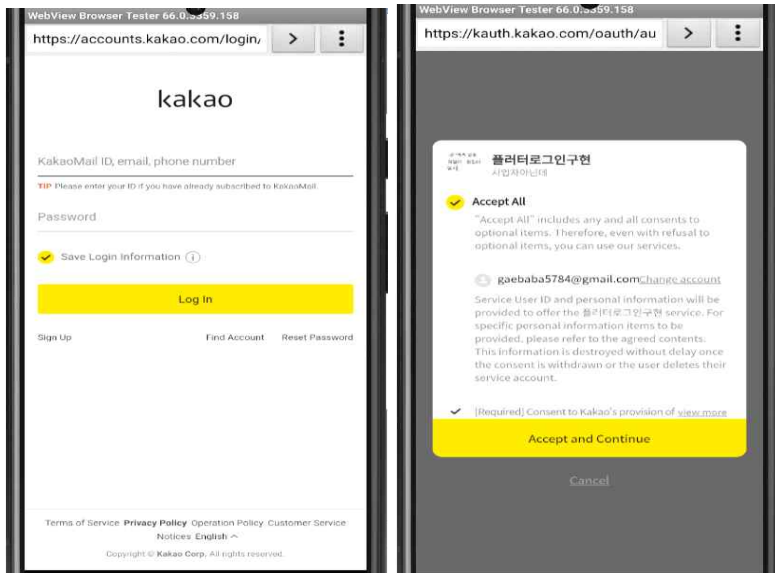 WebView Browser Tester 66.0.3359.158
https://accounts.kakao.com/login/
kakao
KakaoMail ID, email, phone number
TIP Please enter your ID if you have already subscribed to KakaoMail.
Password
Save Login Information
Log In
Sign Up Find Account Reset Password
Terms of Service Privacy Policy Operation Policy Customer Service
Notices English
Copyright © Kakao Corp. All rights reserved.
WebView Browser Tester 66.0.3359.158
https://kauth.kakao.com/oauth/au
플러터로그인구현
사업자아닌데
Accept All
"Accept All" includes any and all consents to
optional items. Therefore, even with refusal to
optional items, you can use our services.
gaebaba5784@gmail.com Change account
Service User ID and personal information will be
provided to offer the 플러터로그인구현 service. For
specific personal information items to be
provided, please refer to the agreed contents.
This information is destroyed without delay once
the consent is withdrawn or the user deletes their
service account.
[Required] Consent to Kakao's provision of view more
Accept and Continue
Cancel